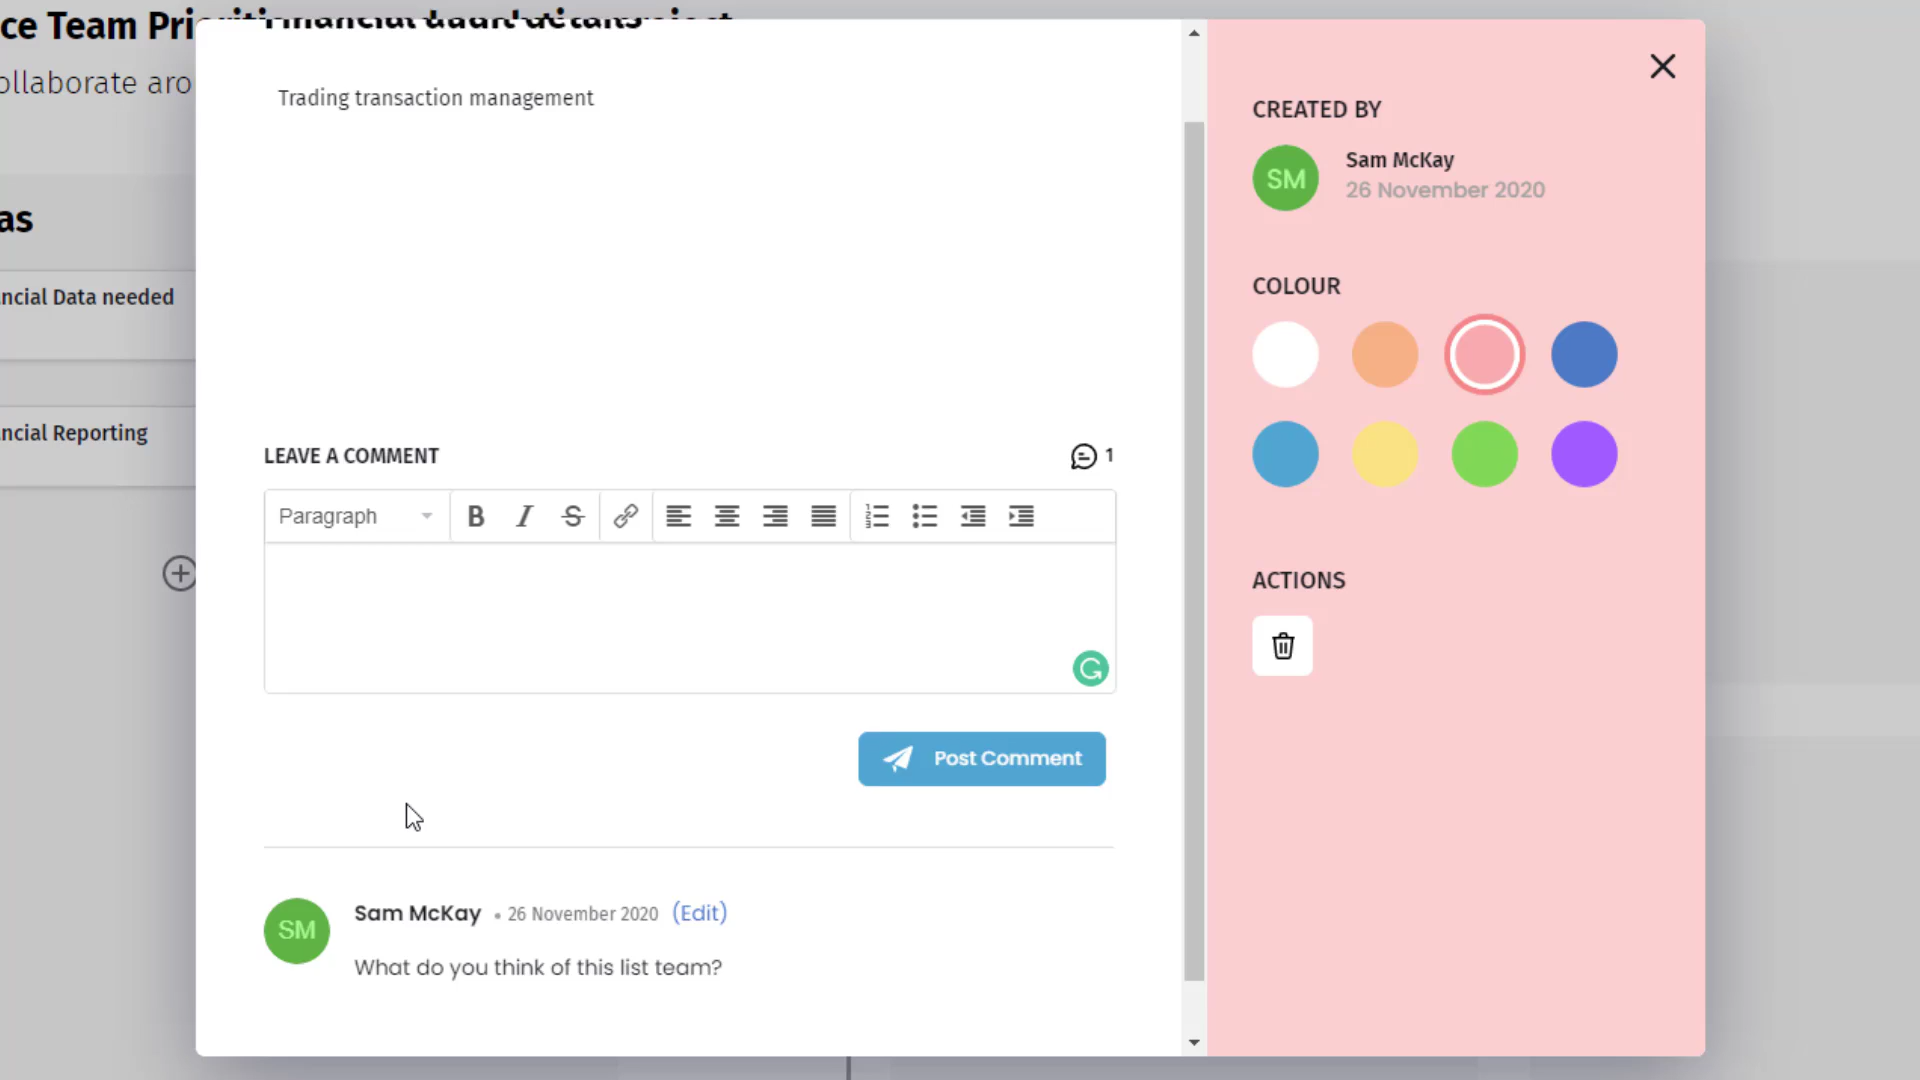 ce Team Pri
ollaborate aro
as
ncial Data needed
ncial Reporting
Trading transaction management
LEAVE A COMMENT
1
Paragraph
B I S
Post Comment
SM
Sam McKay • 26 November 2020 (Edit)
What do you think of this list team?
CREATED BY
SM
Sam McKay
26 November 2020
COLOUR
ACTIONS